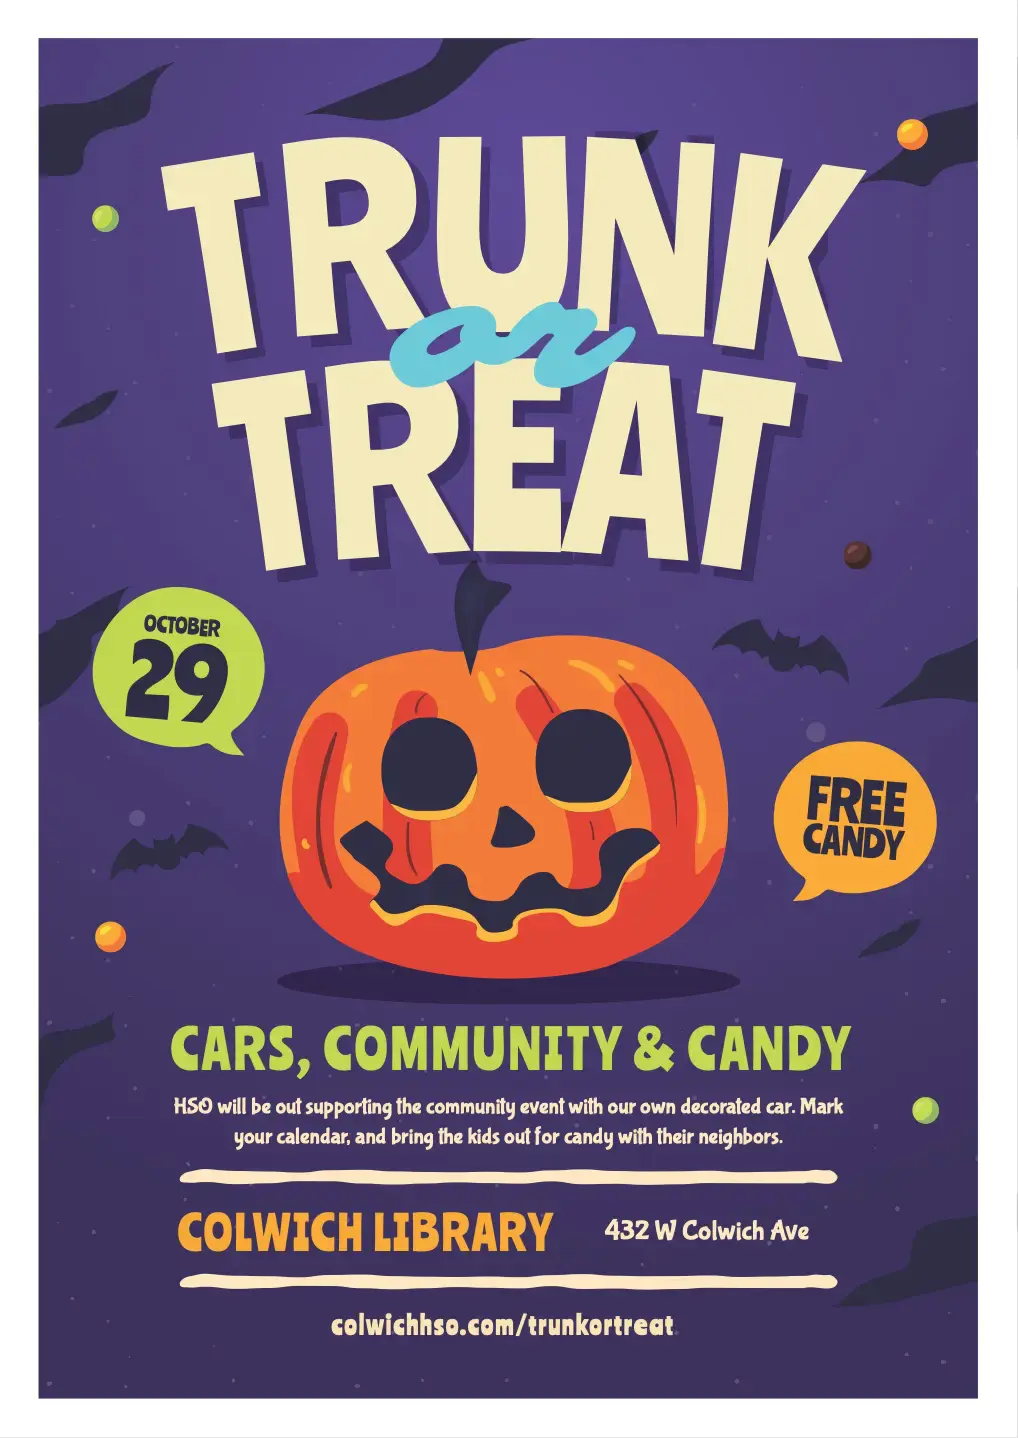 TRUNK
or
TREAT
OCTOBER
29
FREE
CANDY
CARS, COMMUNITY & CANDY
HSO will be out supporting the community event with our own decorated car. Mark
your calendar, and bring the kids out for candy with their neighbors.
COLWICH LIBRARY 432 W Colwich Ave
colwichhso.com/trunkortreat